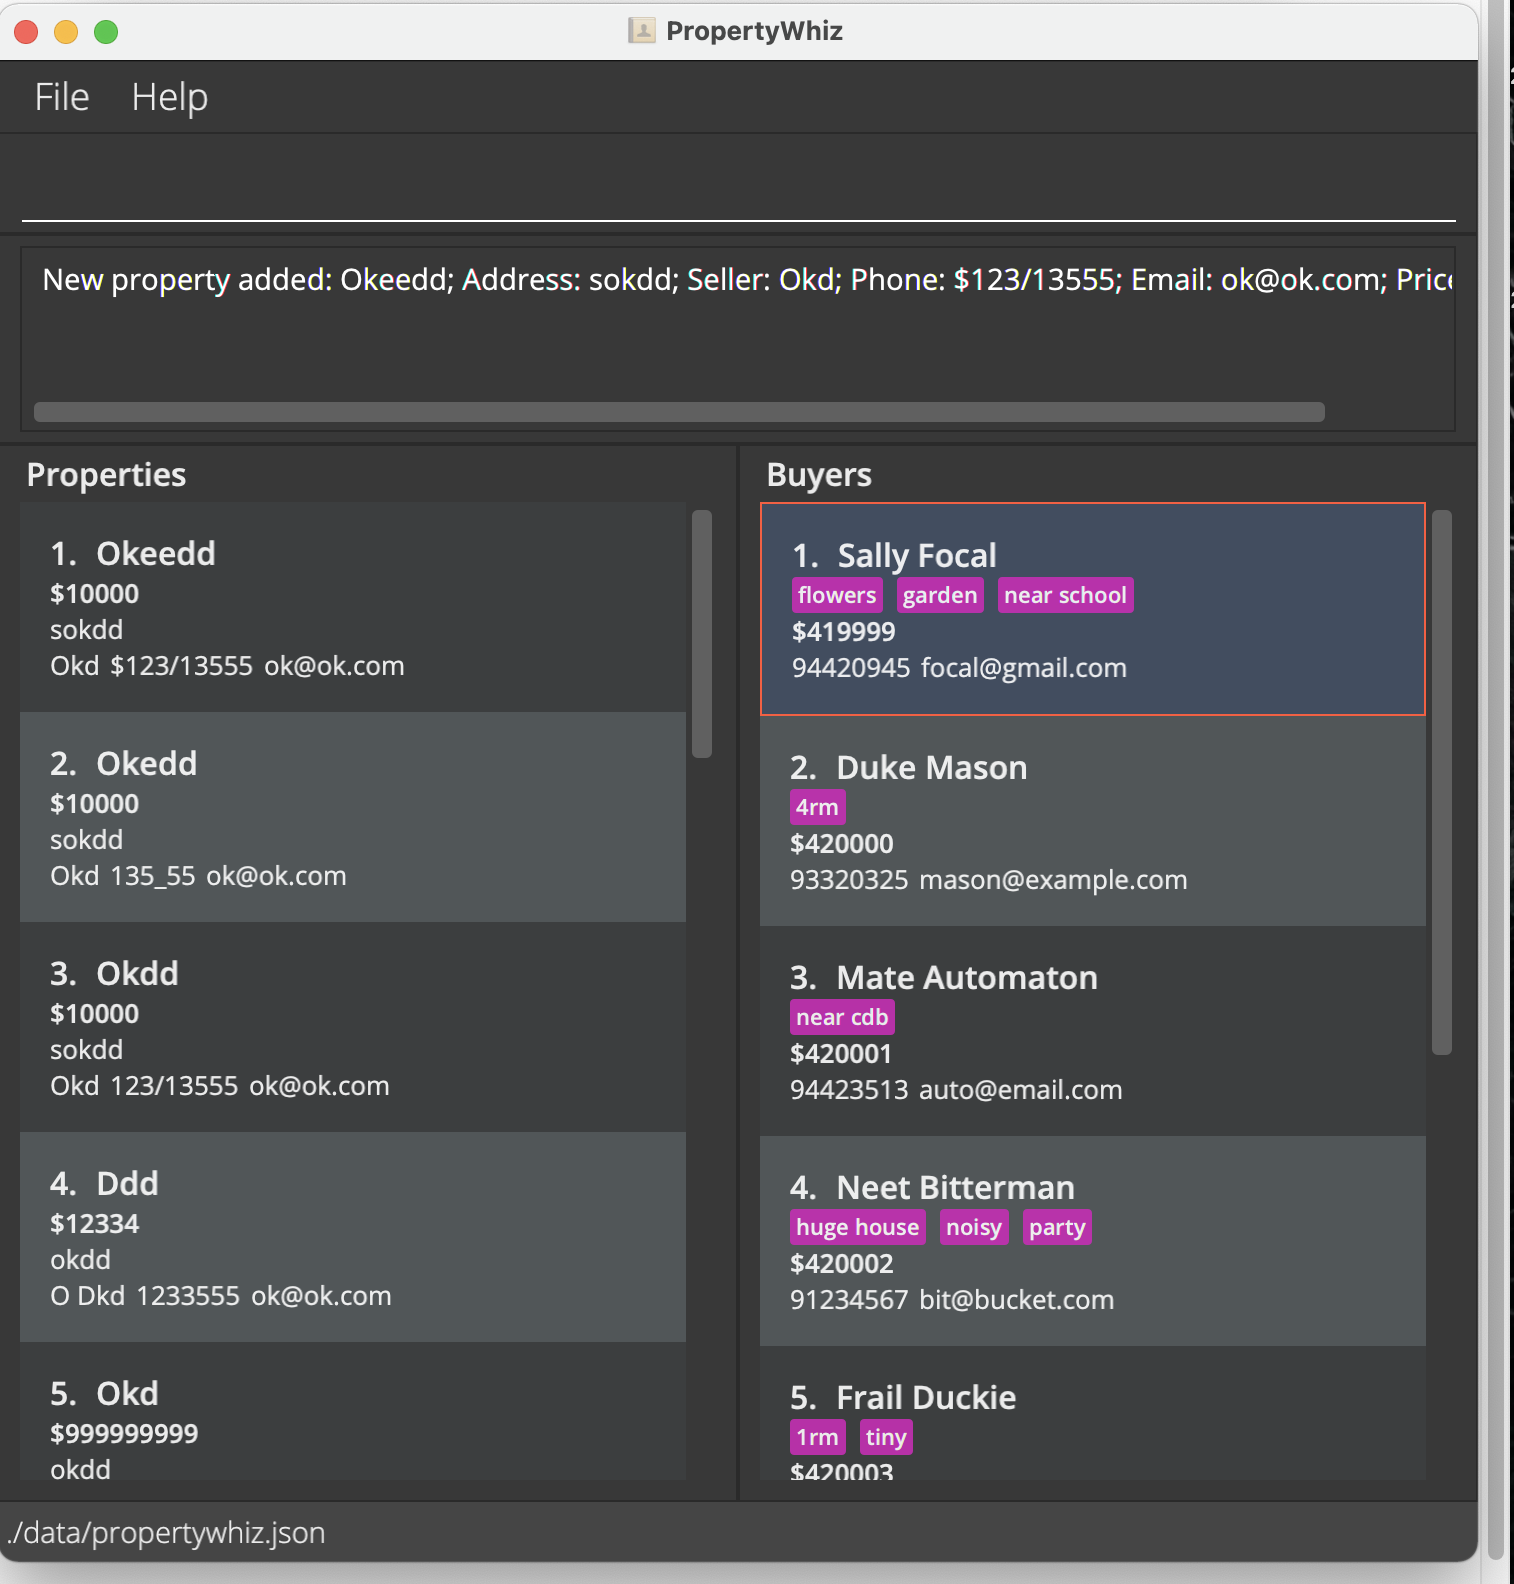 PropertyWhiz
File Help
New property added: Okeedd; Address: sokdd; Seller: Okd; Phone: $123/13555; Email: ok@ok.com; Price
Properties
1. Okeedd
$10000
sokdd
Okd $123/13555 ok@ok.com
2. Okedd
$10000
sokdd
Okd 135_55 ok@ok.com
3. Okdd
$10000
sokdd
Okd 123/13555 ok@ok.com
4. Ddd
$12334
okdd
O Dkd 1233555 ok@ok.com
5. Okd
$999999999
okdd
Buyers
1. Sally Focal
flowers garden near school
$419999
94420945 focal@gmail.com
2. Duke Mason
4rm
$420000
93320325 mason@example.com
3. Mate Automaton
near cdb
$420001
94423513 auto@email.com
4. Neet Bitterman
huge house noisy party
$420002
91234567 bit@bucket.com
5. Frail Duckie
1rm tiny
$420003
./data/propertywhiz.json